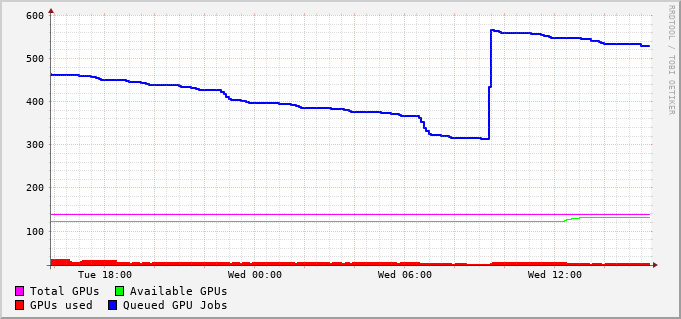 600
500
400
300
200
100
Tue 18:00 Wed 00:00 Wed 06:00 Wed 12:00
Total GPUs Available GPUs
GPUs used Queued GPU Jobs
RRDTOOL / TOBI OETIKER